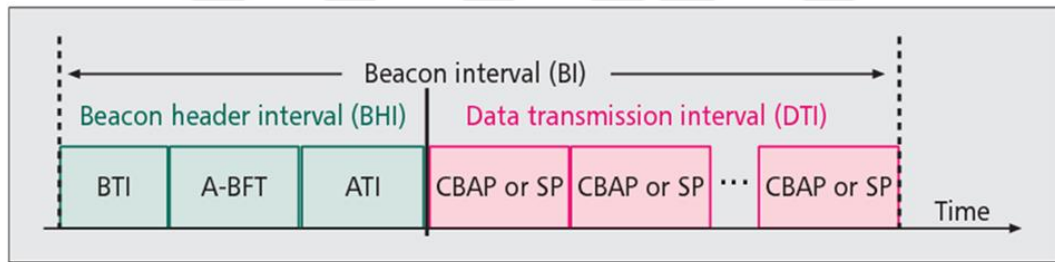 Beacon interval (BI)
Beacon header interval (BHI) Data transmission interval (DTI)
BTI A-BFT ATI CBAP or SP CBAP or SP ... CBAP or SP
Time